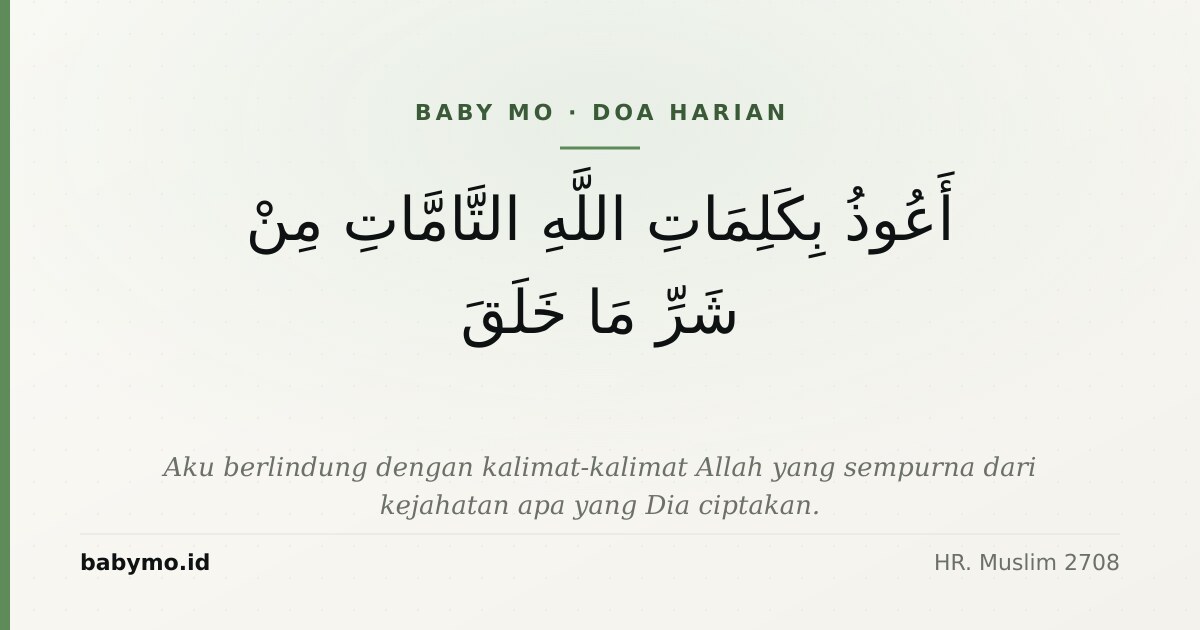 BABY MO · DOA HARIAN
أَعُوذُ بِكَلِمَاتِ اللَّهِ التَّامَّاتِ مِنْ
شَرِّ مَا خَلَقَ
Aku berlindung dengan kalimat-kalimat Allah yang sempurna dari
kejahatan apa yang Dia ciptakan.
babymo.id
HR. Muslim 2708